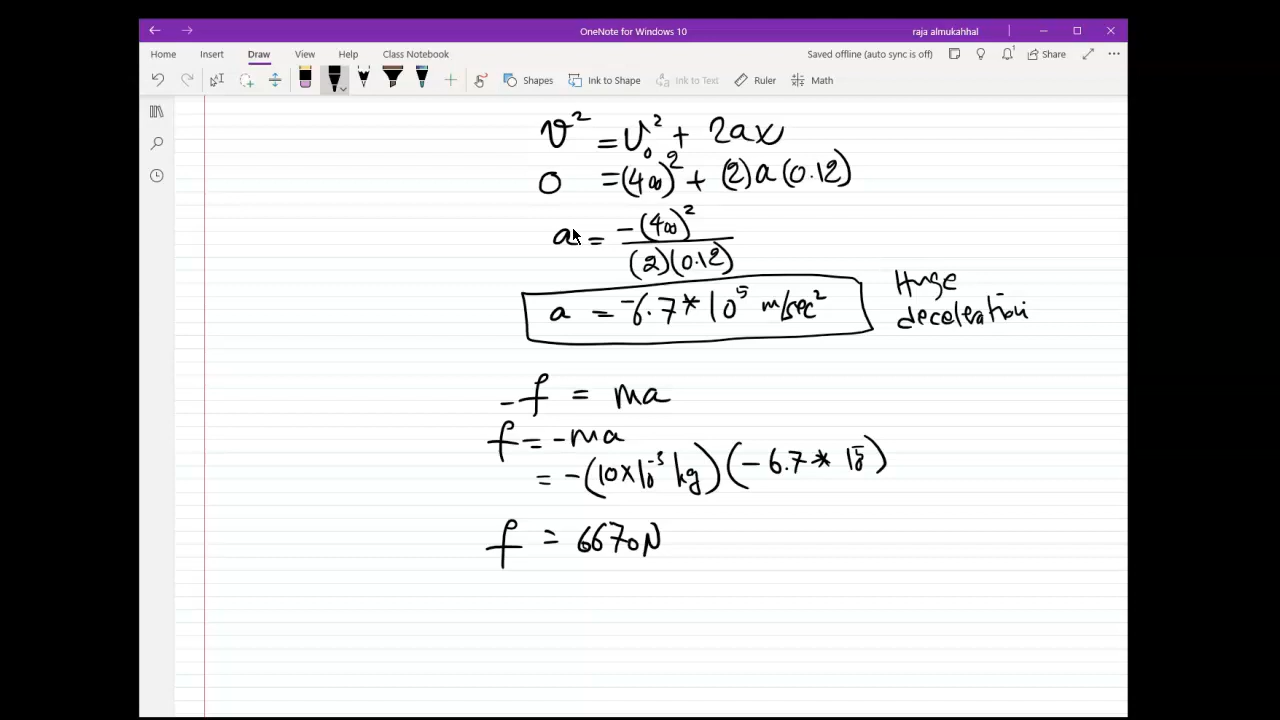 OneNote for Windows 10
raja almukahhal
Home Insert Draw View Help Class Notebook
Saved offline (auto sync is off)
Share
Shapes
Ink to Shape
Ink to Text
Ruler
Math
v² = v₀² + 2ax
0 = (400)² + (2)a(0.12)
a = -(400)² / (2)(0.12)
a = -6.7*10⁵ m/sec²
Huge
deceleration
-f = ma
f = -ma
= -(10×10⁻³ kg)(-6.7*10⁵)
f = 6670N